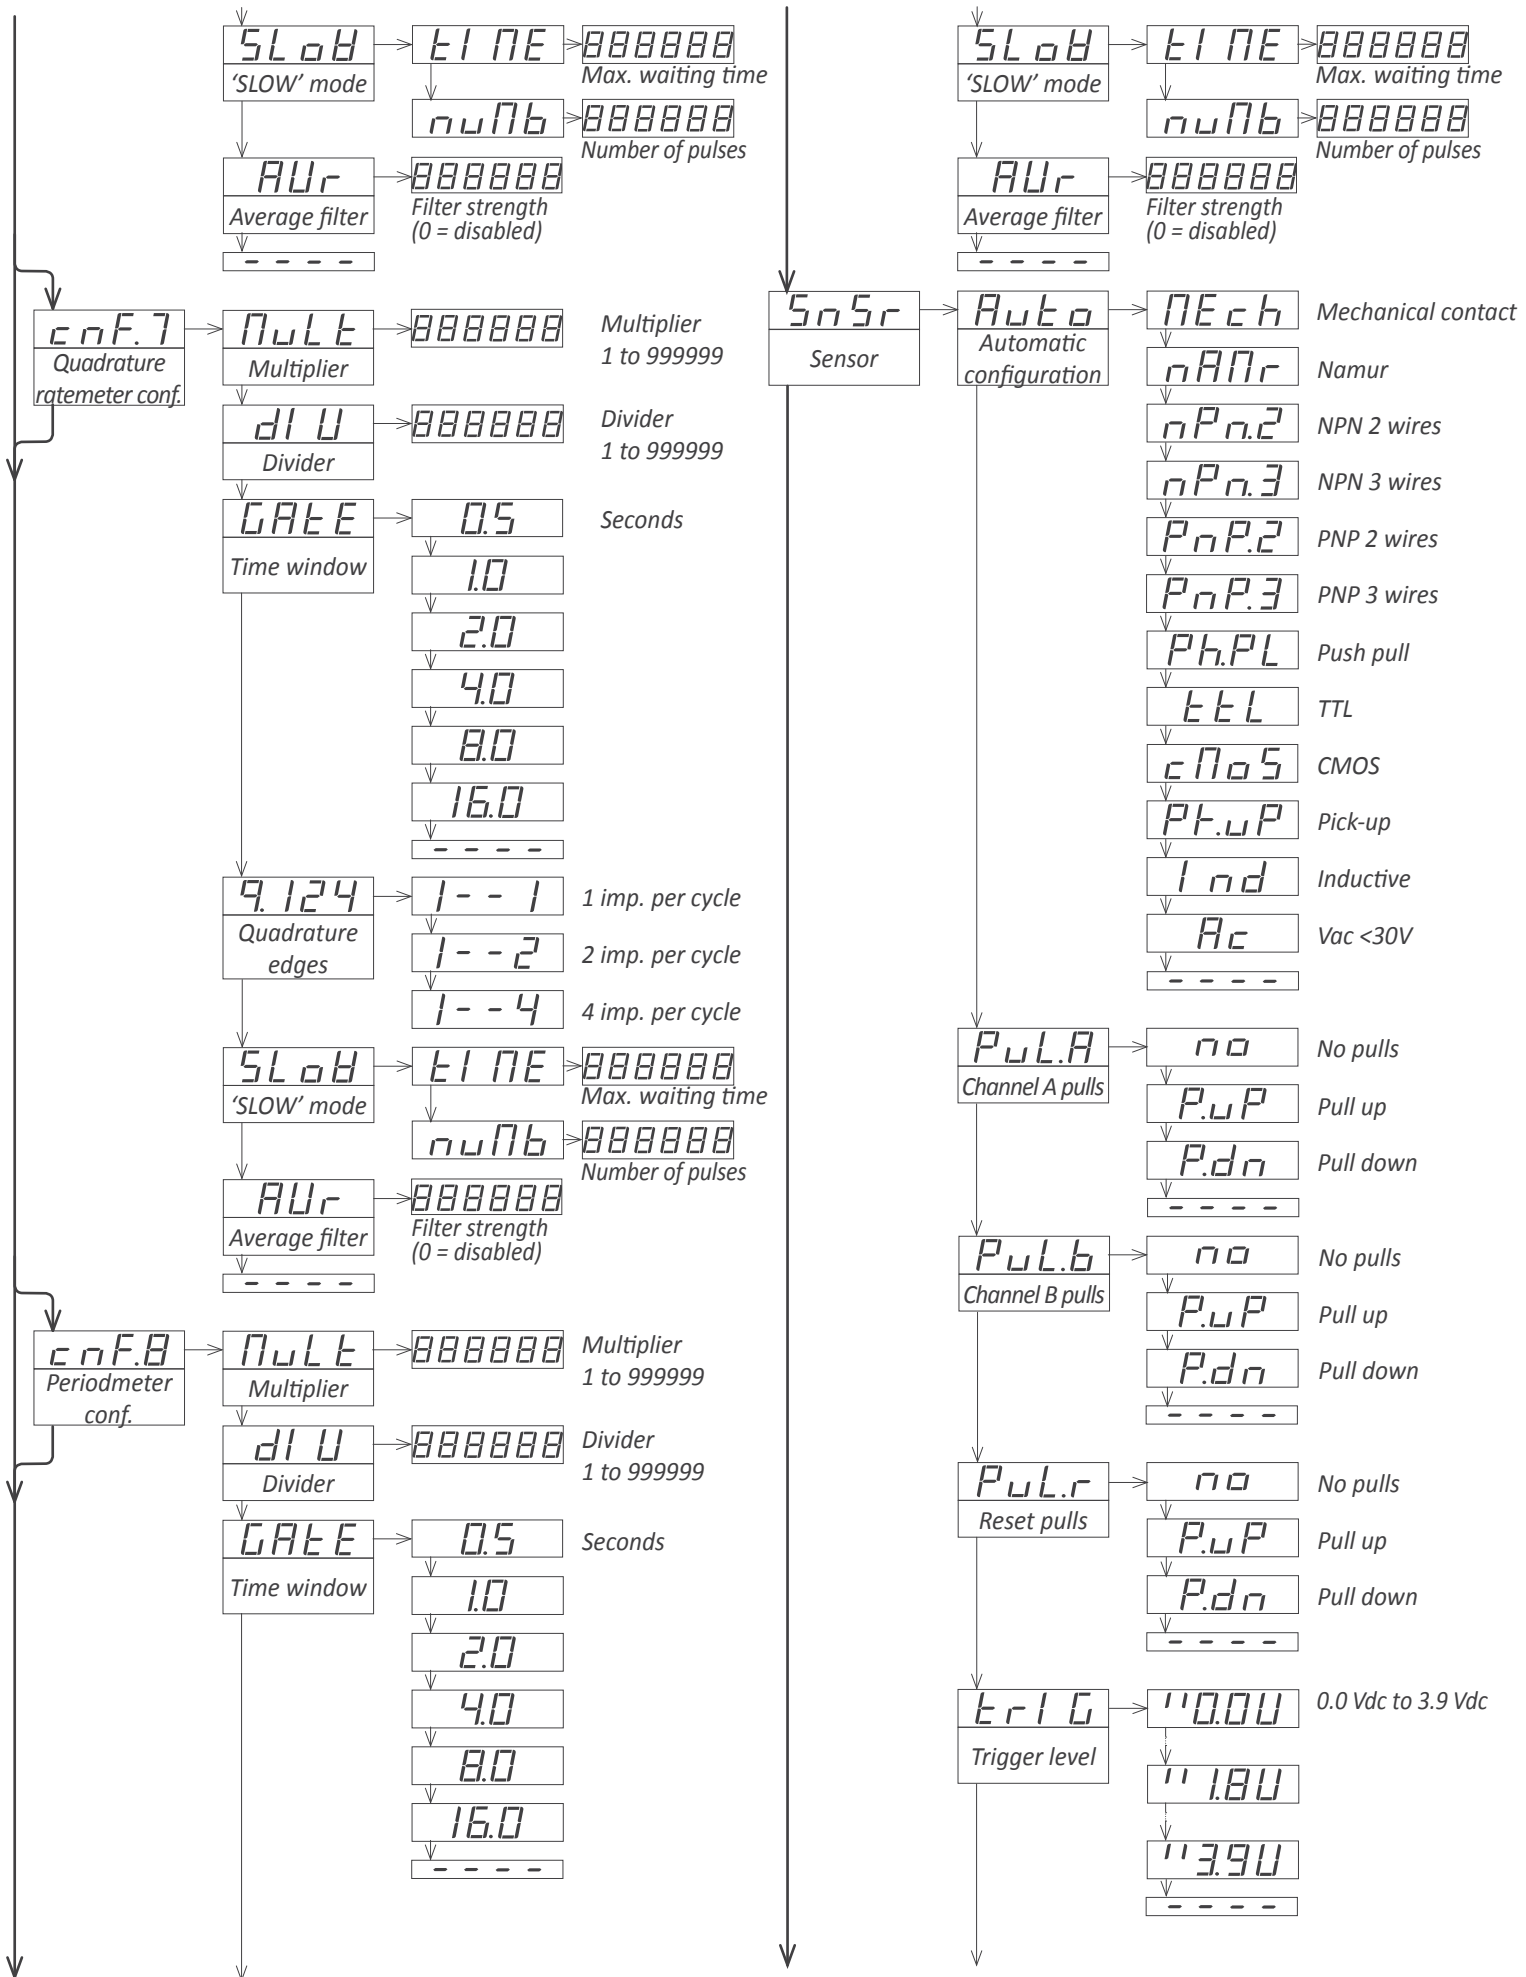 SLoW
'SLOW' mode
tIME
888888
Max. waiting time
nuMb
888888
Number of pulses
AVr
Average filter
888888
Filter strength
(0 = disabled)
----
cnF.7
Quadrature
ratemeter conf.
MuLt
Multiplier
888888
Multiplier
1 to 999999
dIV
Divider
888888
Divider
1 to 999999
GAtE
Time window
0.5
Seconds
1.0
2.0
4.0
8.0
16.0
----
q.124
Quadrature
edges
1--1
1 imp. per cycle
1--2
2 imp. per cycle
1--4
4 imp. per cycle
SLoW
'SLOW' mode
tIME
888888
Max. waiting time
nuMb
888888
Number of pulses
AVr
Average filter
888888
Filter strength
(0 = disabled)
----
cnF.8
Periodmeter
conf.
MuLt
Multiplier
888888
Multiplier
1 to 999999
dIV
Divider
888888
Divider
1 to 999999
GAtE
Time window
0.5
Seconds
1.0
2.0
4.0
8.0
16.0
----
SLoW
'SLOW' mode
tIME
888888
Max. waiting time
nuMb
888888
Number of pulses
AVr
Average filter
888888
Filter strength
(0 = disabled)
----
SnSr
Sensor
Auto
Automatic
configuration
MEch
Mechanical contact
nAMr
Namur
nPn.2
NPN 2 wires
nPn.3
NPN 3 wires
PnP.2
PNP 2 wires
PnP.3
PNP 3 wires
Ph.PL
Push pull
ttL
TTL
cMoS
CMOS
Pk.uP
Pick-up
Ind
Inductive
Ac
Vac <30V
----
PuL.A
Channel A pulls
no
No pulls
P.uP
Pull up
P.dn
Pull down
----
PuL.b
Channel B pulls
no
No pulls
P.uP
Pull up
P.dn
Pull down
----
PuL.r
Reset pulls
no
No pulls
P.uP
Pull up
P.dn
Pull down
----
trIG
Trigger level
''0.0V
0.0 Vdc to 3.9 Vdc
'' 1.8V
''3.9V
----